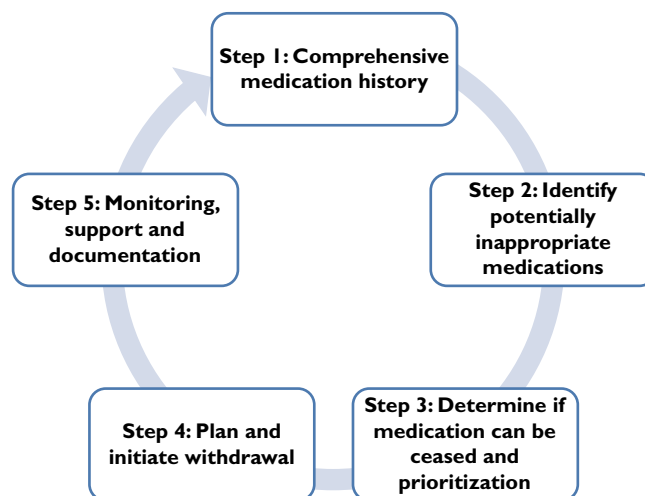 Step 1: Comprehensive
medication history
Step 2: Identify
potentially
inappropriate
medications
Step 3: Determine if
medication can be
ceased and
prioritization
Step 4: Plan and
initiate withdrawal
Step 5: Monitoring,
support and
documentation